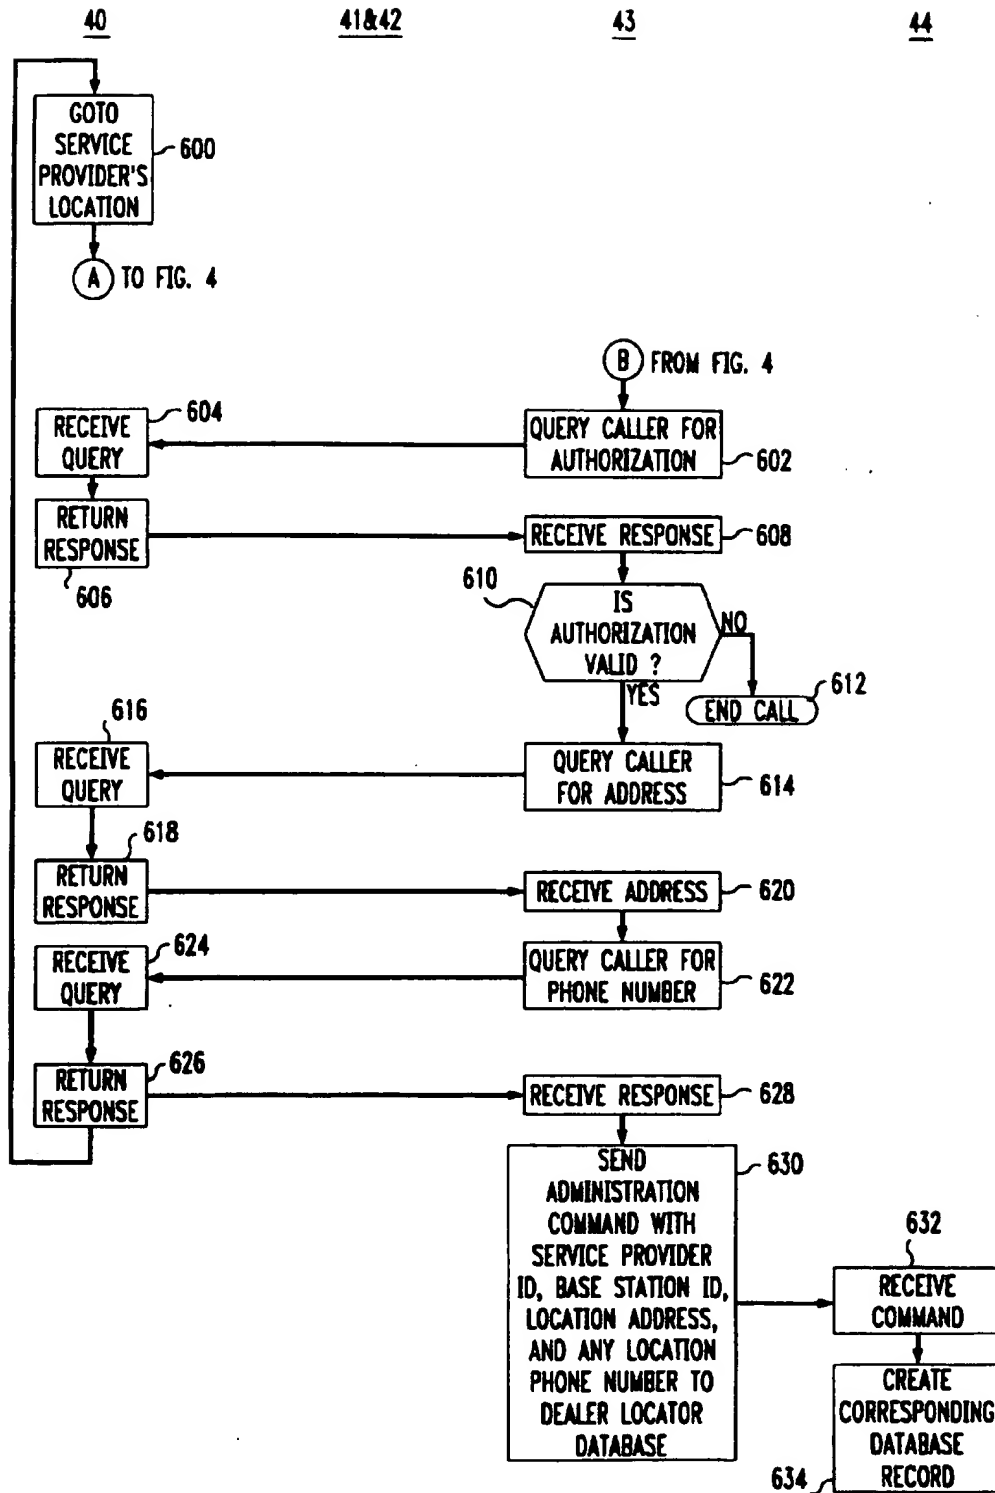 40 41&42 43 44
GOTO
SERVICE
PROVIDER'S
LOCATION
600
A TO FIG. 4
B FROM FIG. 4
QUERY CALLER FOR
AUTHORIZATION
602
RECEIVE
QUERY
604
RETURN
RESPONSE
606
RECEIVE RESPONSE
608
610
IS
AUTHORIZATION
VALID ?
NO
YES
END CALL
612
QUERY CALLER
FOR ADDRESS
614
616
RECEIVE
QUERY
618
RETURN
RESPONSE
RECEIVE ADDRESS
620
QUERY CALLER FOR
PHONE NUMBER
622
624
RECEIVE
QUERY
626
RETURN
RESPONSE
RECEIVE RESPONSE
628
SEND
ADMINISTRATION
COMMAND WITH
SERVICE PROVIDER
ID, BASE STATION ID,
LOCATION ADDRESS,
AND ANY LOCATION
PHONE NUMBER TO
DEALER LOCATOR
DATABASE
630
632
RECEIVE
COMMAND
CREATE
CORRESPONDING
DATABASE
RECORD
634